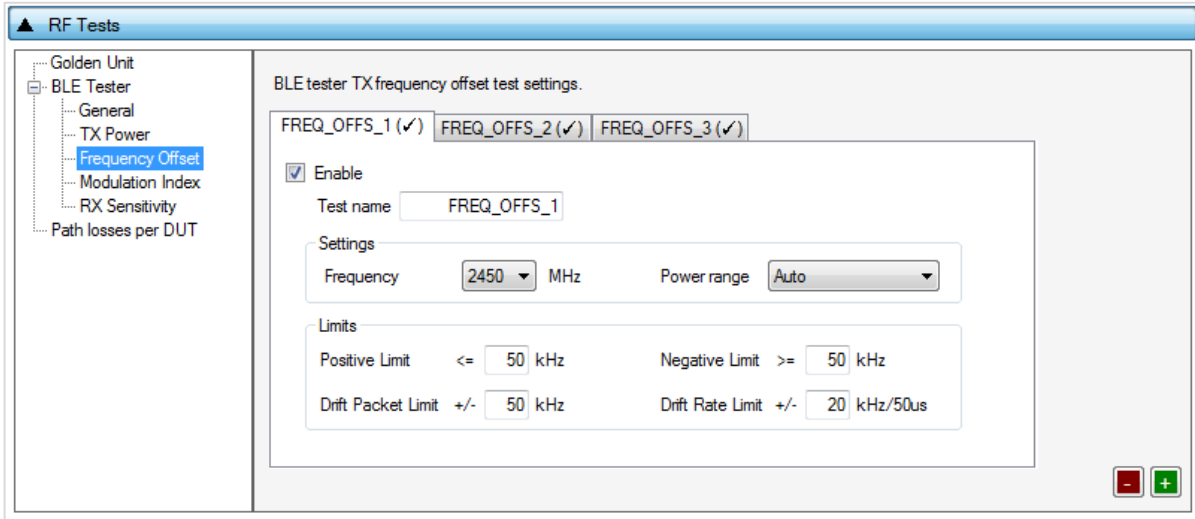 RF Tests
Golden Unit
BLE Tester
General
TX Power
Frequency Offset
Modulation Index
RX Sensitivity
Path losses per DUT
BLE tester TX frequency offset test settings.
FREQ_OFFS_1 (✓) FREQ_OFFS_2 (✓) FREQ_OFFS_3 (✓)
Enable
Test name FREQ_OFFS_1
Settings
Frequency 2450 MHz Power range Auto
Limits
Positive Limit <= 50 kHz Negative Limit >= 50 kHz
Drift Packet Limit +/- 50 kHz Drift Rate Limit +/- 20 kHz/50us
- +